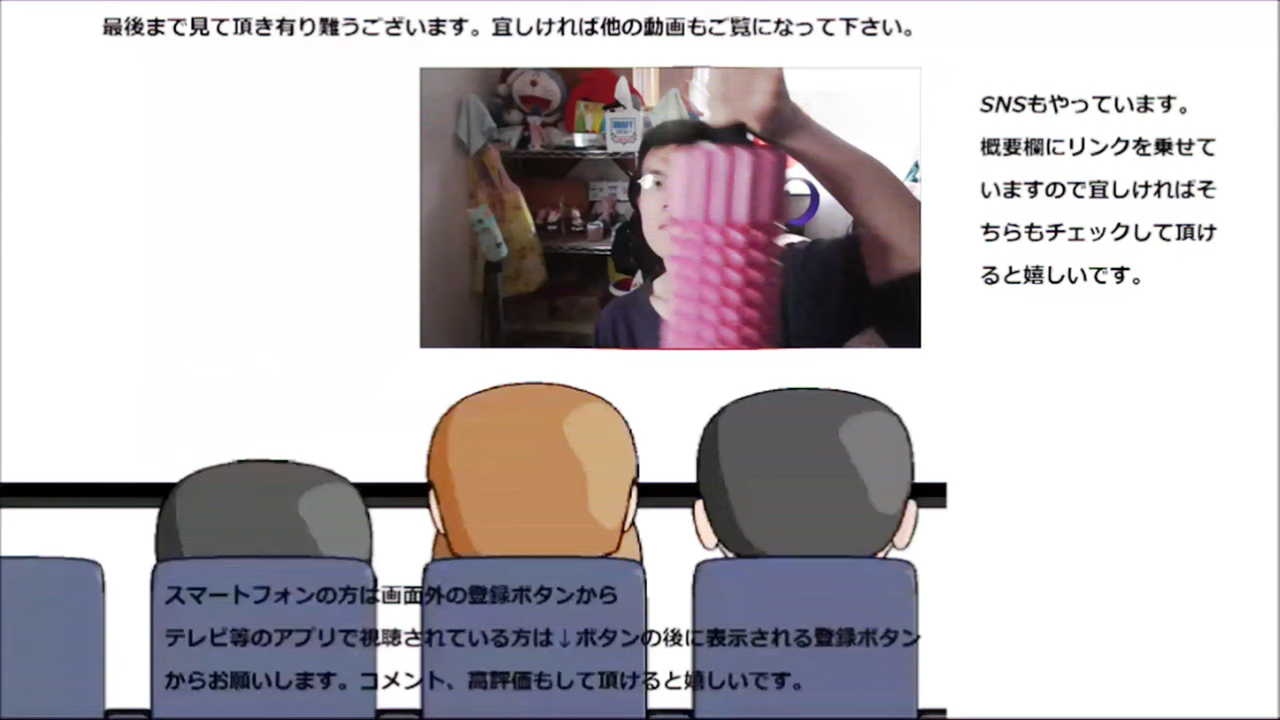 最後まで見て頂き有り難うございます。宜しければ他の動画もご覧になって下さい。
SNSもやっています。
概要欄にリンクを乗せて
いますので宜しければそ
ちらもチェックして頂け
ると嬉しいです。
スマートフォンの方は画面外の登録ボタンから
テレビ等のアプリで視聴されている方は↓ボタンの後に表示される登録ボタン
からお願いします。コメント、高評価もして頂けると嬉しいです。